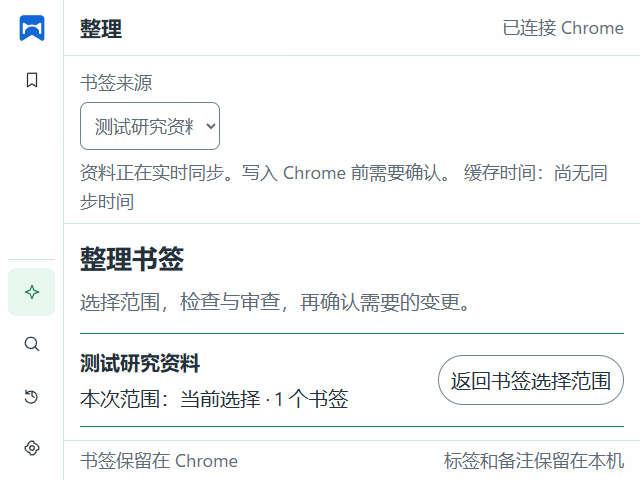 整理
已连接 Chrome
书签来源
测试研究资料
资料正在实时同步。写入 Chrome 前需要确认。 缓存时间：尚无同
步时间
整理书签
选择范围，检查与审查，再确认需要的变更。
测试研究资料
本次范围：当前选择 · 1 个书签
返回书签选择范围
书签保留在 Chrome
标签和备注保留在本机